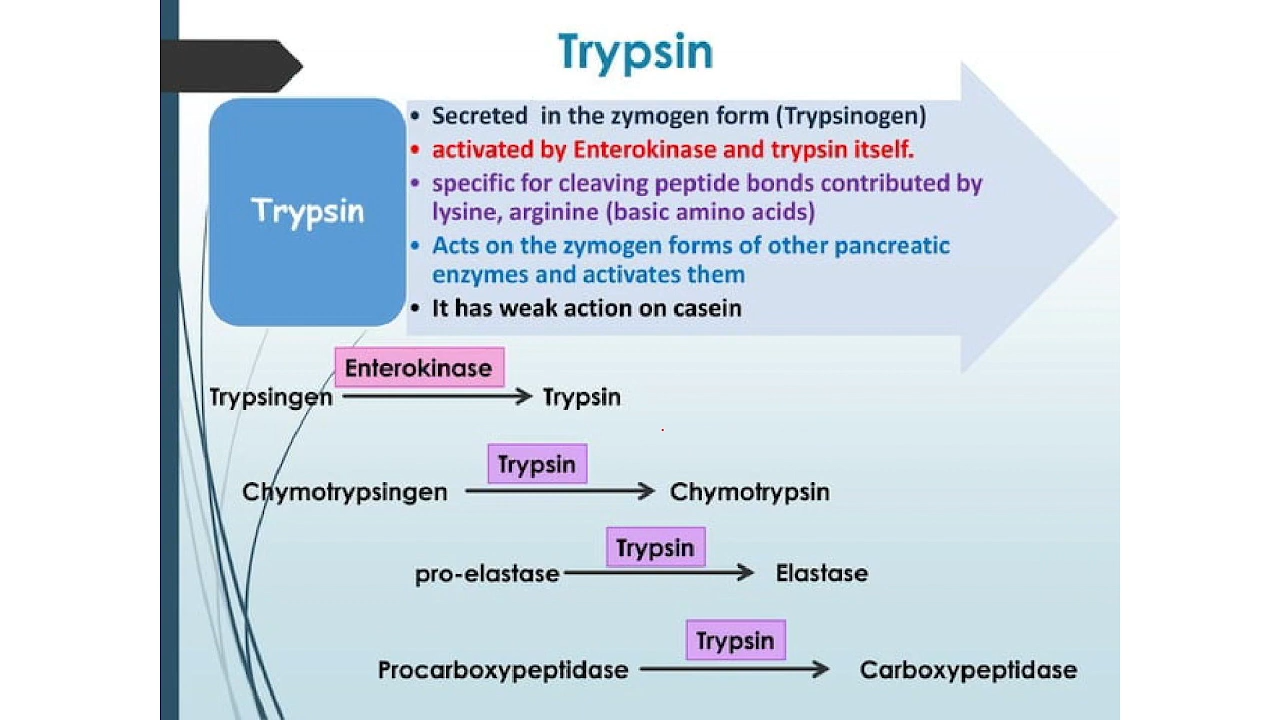 Trypsin
Trypsin
• Secreted in the zymogen form (Trypsinogen)
• activated by Enterokinase and trypsin itself.
• specific for cleaving peptide bonds contributed by
lysine, arginine (basic amino acids)
• Acts on the zymogen forms of other pancreatic
enzymes and activates them
• It has weak action on casein
Enterokinase
Trypsingen
Trypsin
Trypsin
Chymotrypsingen
Chymotrypsin
Trypsin
pro-elastase
Elastase
Trypsin
Procarboxypeptidase
Carboxypeptidase